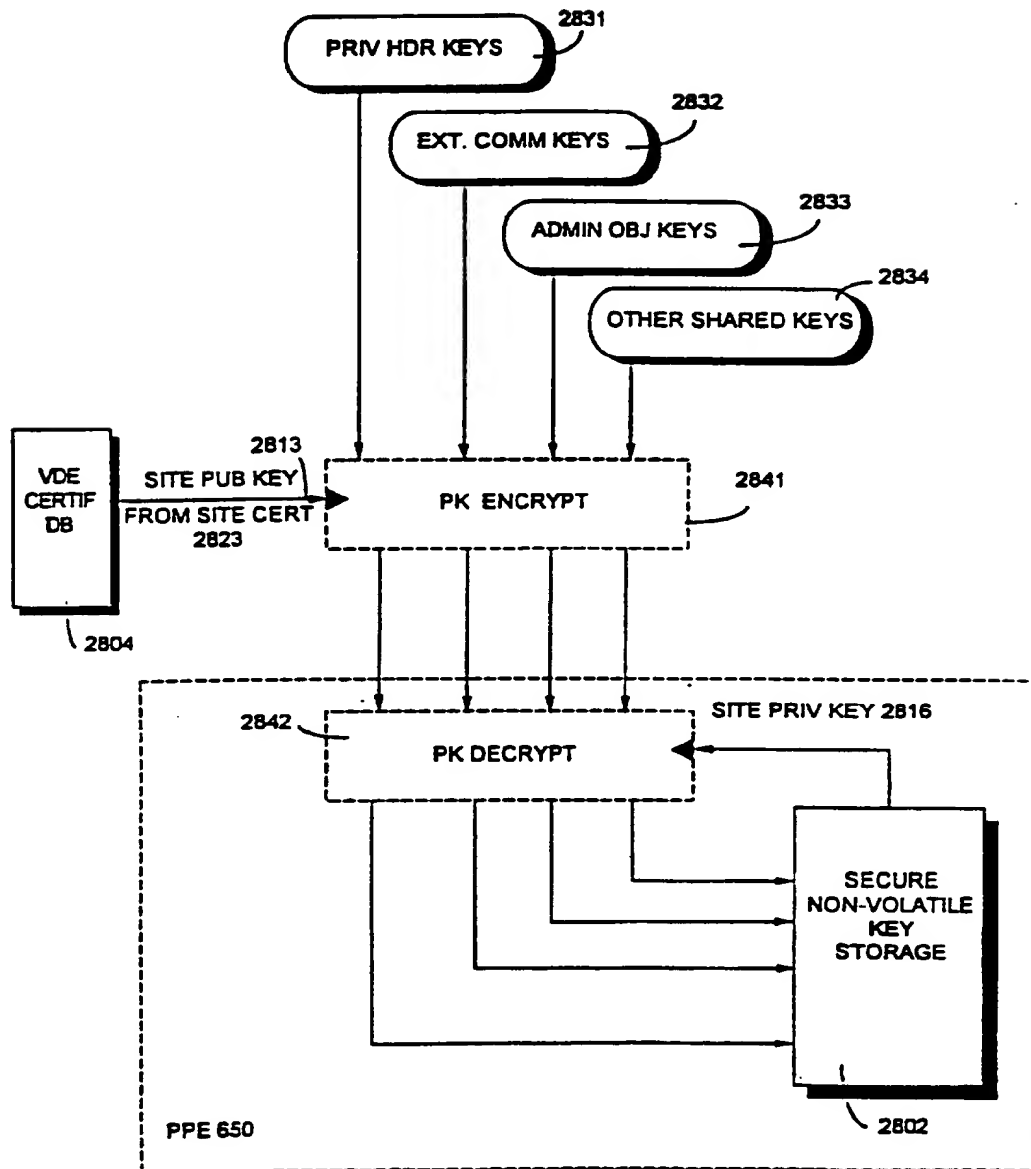 2831
PRIV HDR KEYS
2832
EXT. COMM KEYS
2833
ADMIN OBJ KEYS
2834
OTHER SHARED KEYS
2813
VDE
CERTIF
DB
SITE PUB KEY
FROM SITE CERT
2823
PK ENCRYPT
2841
2804
2842
PK DECRYPT
SITE PRIV KEY 2816
SECURE
NON-VOLATILE
KEY
STORAGE
2802
PPE 650